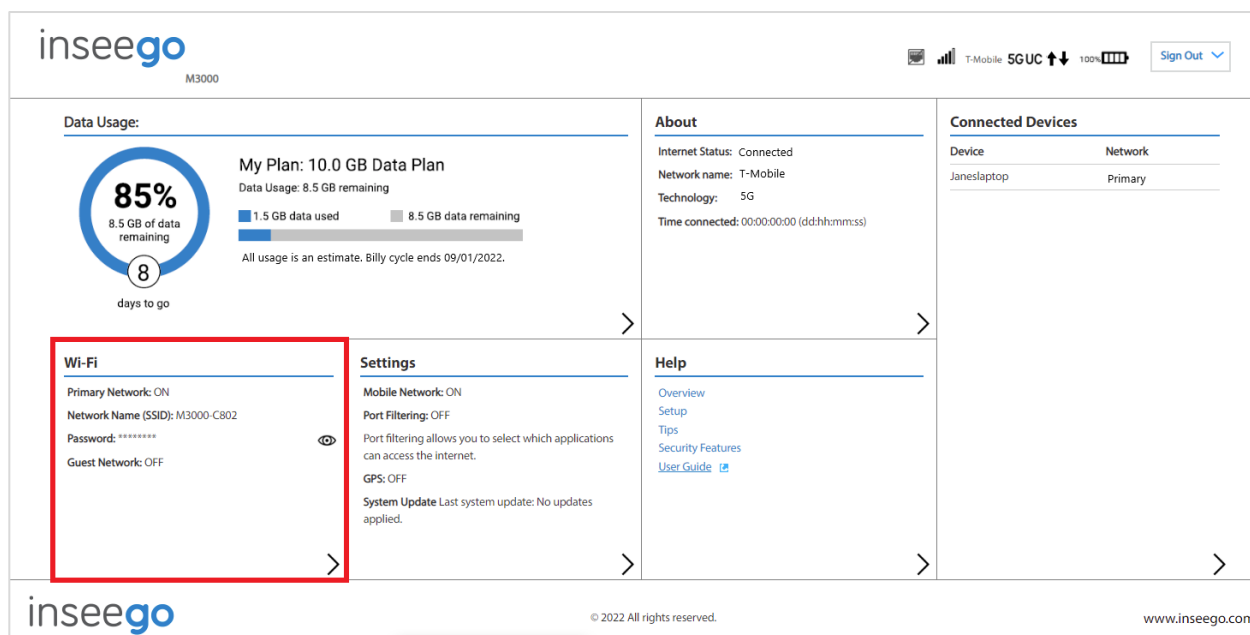 inseego
M3000
T-Mobile 5G UC 100%
Sign Out
Data Usage:
85%
8.5 GB of data
remaining
8
days to go
My Plan: 10.0 GB Data Plan
Data Usage: 8.5 GB remaining
1.5 GB data used 8.5 GB data remaining
All usage is an estimate. Billy cycle ends 09/01/2022.
About
Internet Status: Connected
Network name: T-Mobile
Technology: 5G
Time connected: 00:00:00:00 (dd:hh:mm:ss)
Connected Devices
Device Network
Janeslaptop Primary
Wi-Fi
Primary Network: ON
Network Name (SSID): M3000-C802
Password: ********
Guest Network: OFF
Settings
Mobile Network: ON
Port Filtering: OFF
Port filtering allows you to select which applications
can access the internet.
GPS: OFF
System Update Last system update: No updates
applied.
Help
Overview
Setup
Tips
Security Features
User Guide
inseego
© 2022 All rights reserved.
www.inseego.com